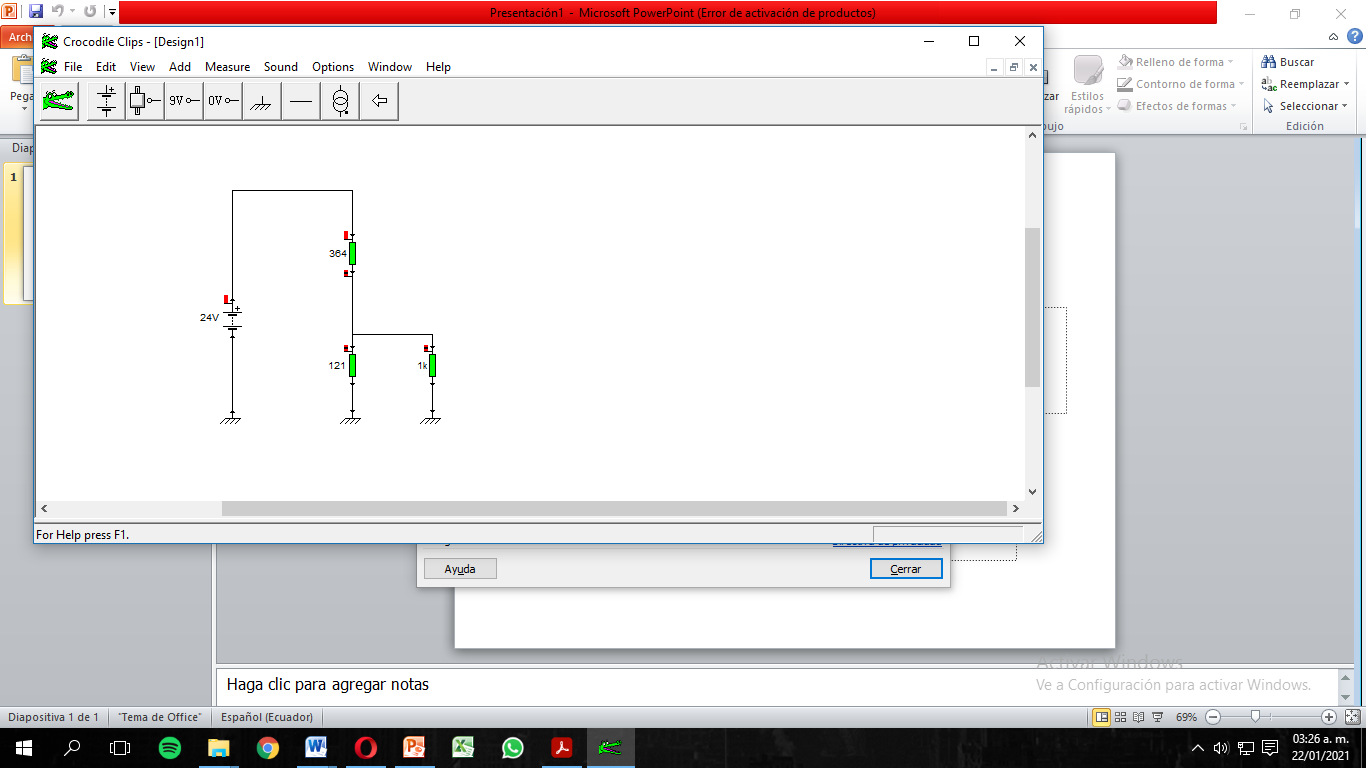 Presentación1 - Microsoft PowerPoint (Error de activación de productos)
Arch
Crocodile Clips - [Design1]
File Edit View Add Measure Sound Options Window Help
9V 0V
Pega
zar
Estilos
rápidos
Relleno de forma
Contorno de forma
Efectos de formas
ujo
Buscar
Reemplazar
Seleccionar
Edición
Diap
1
364
24V
121
1k
For Help press F1.
Ayuda
Cerrar
Haga clic para agregar notas
Activar Windows
Ve a Configuración para activar Windows.
Diapositiva 1 de 1
"Tema de Office"
Español (Ecuador)
69%
03:26 a. m.
22/01/2021